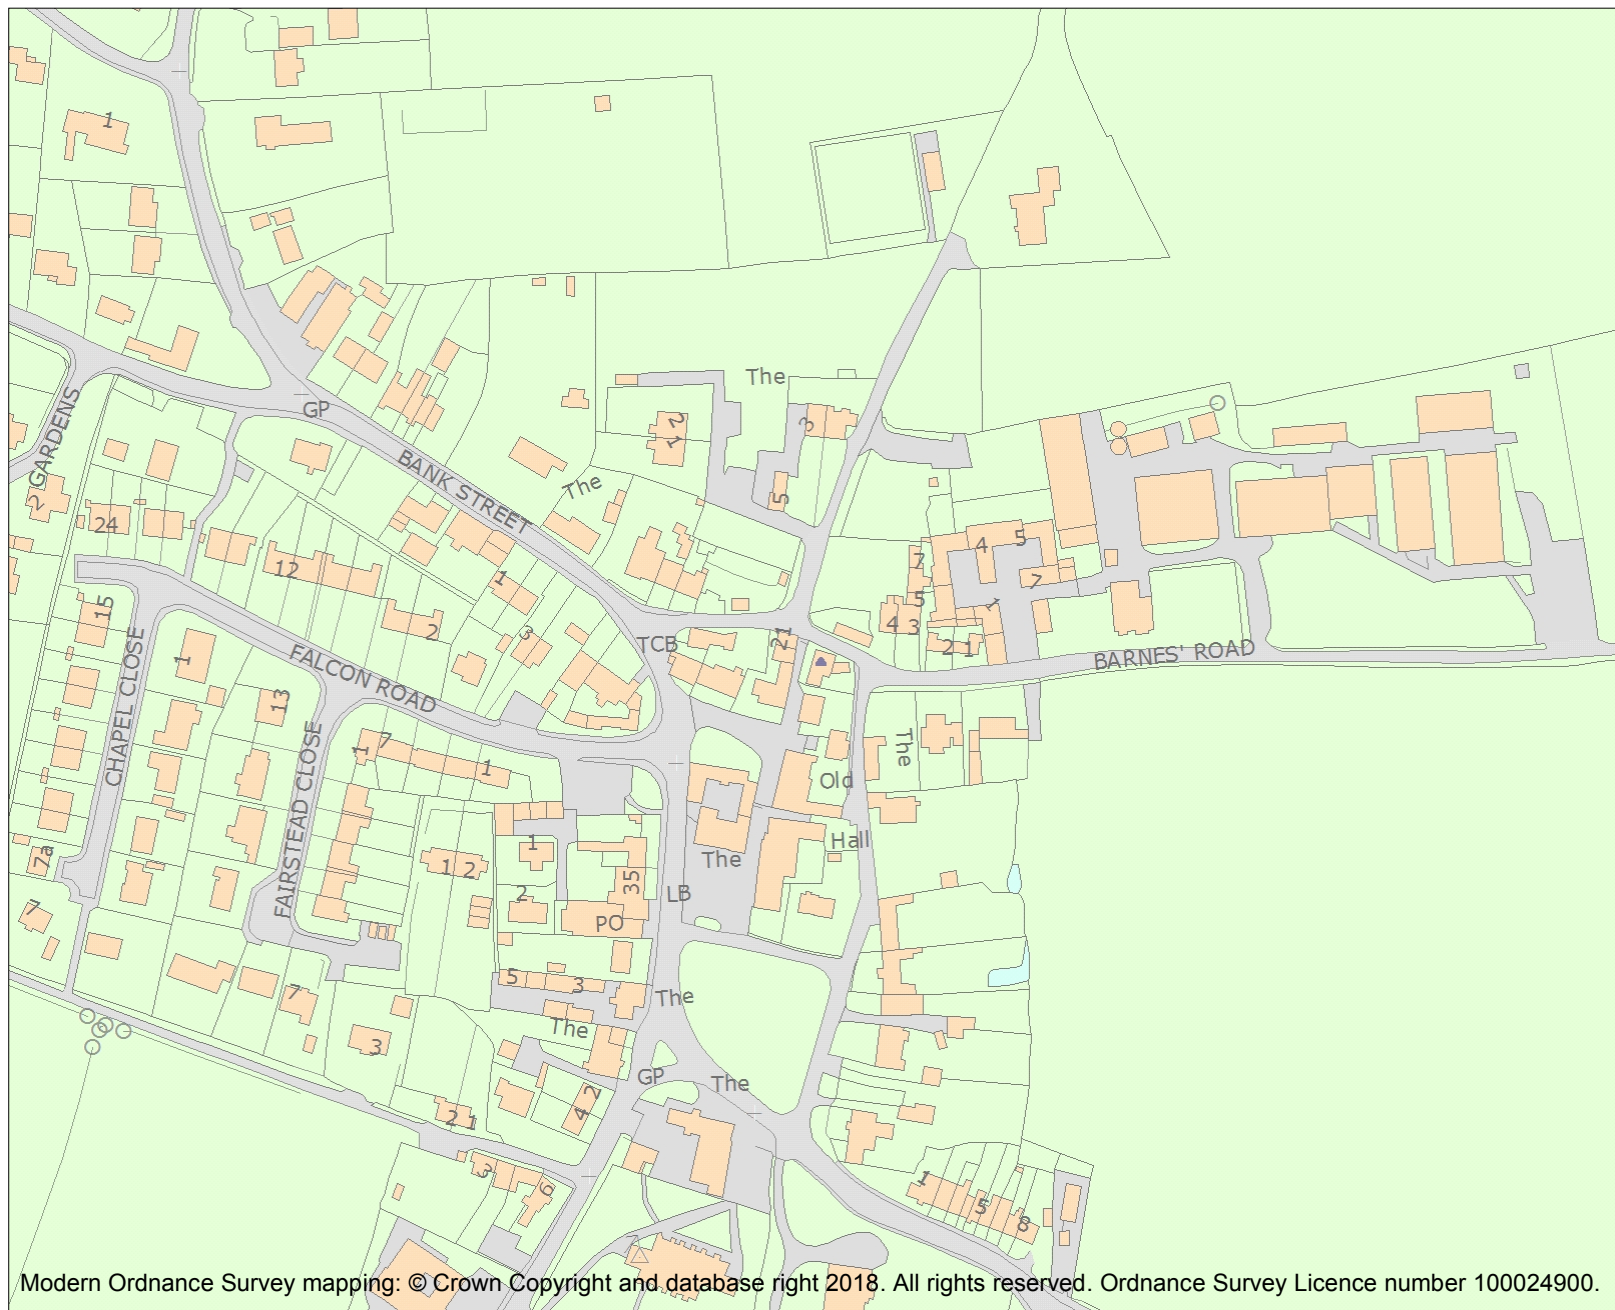 1
GARDENS
2
24
GP
BANK STREET
The
2
1
The
3
5
12
2
15
1
3
CHAPEL CLOSE
1
FALCON ROAD
13
FAIRSTEAD CLOSE
1
7
1
7a
7
TCB
21
7
5
4
3
2
1
4
5
7
1
BARNES' ROAD
The
Old
Hall
The
1
2
1
2
35
LB
PO
5
3
The
The
7
3
GP
The
2
4
2
1
3
6
1
5
8
7
Modern Ordnance Survey mapping: © Crown Copyright and database right 2018. All rights reserved. Ordnance Survey Licence number 100024900.